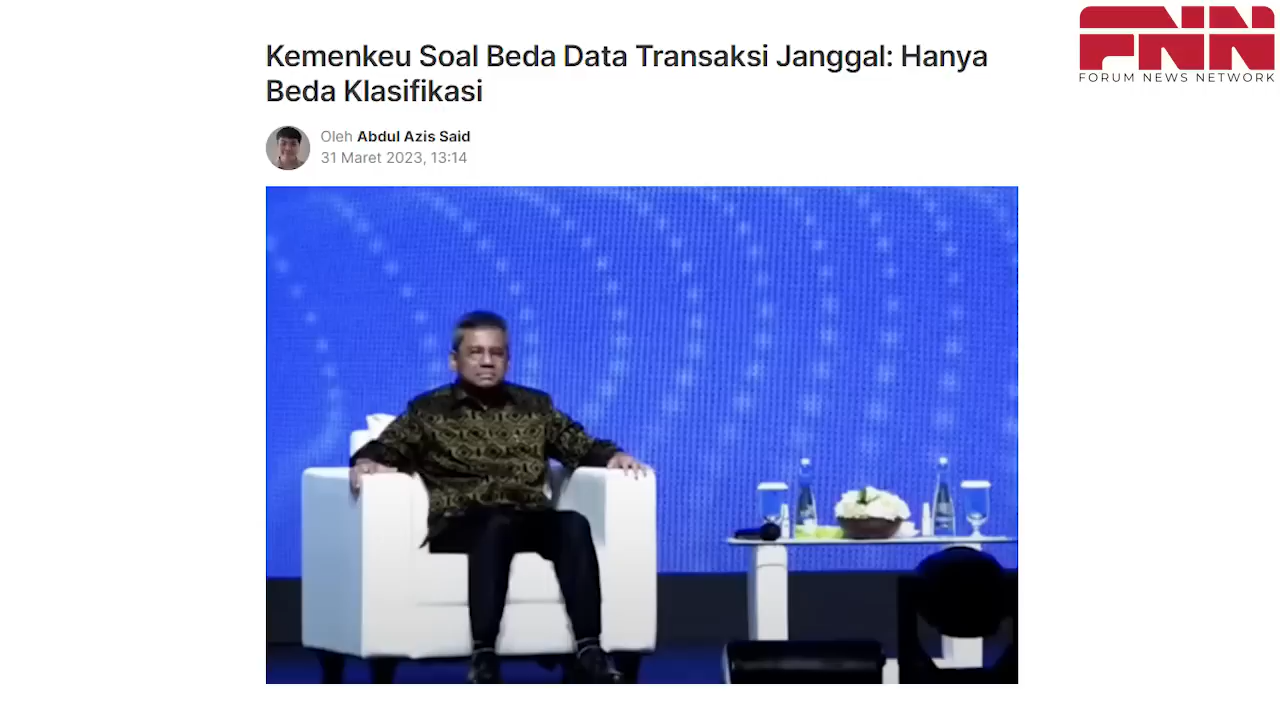 Kemenkeu Soal Beda Data Transaksi Janggal: Hanya
Beda Klasifikasi
Oleh Abdul Azis Said
31 Maret 2023, 13:14
FNN
FORUM NEWS NETWORK